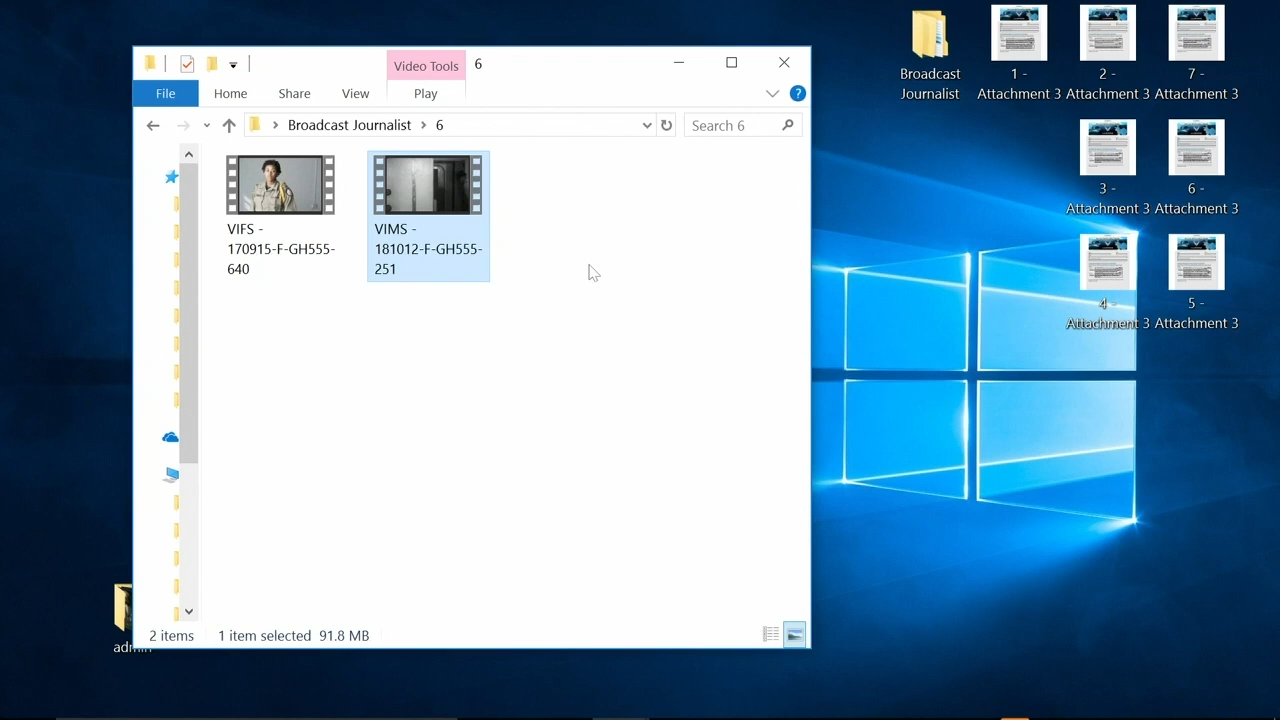 Video Tools
6
File
Home
Share
View
Play
Broadcast Journalist
6
Search 6
VIFS -
170915-F-GH555-
640
VIMS -
181012-F-GH555-
251
2 items
1 item selected
91.8 MB
Broadcast
Journalist
1 -
Attachment 3
2 -
Attachment 3
7 -
Attachment 3
3 -
Attachment 3
6 -
Attachment 3
4 -
Attachment 3
5 -
Attachment 3
admin